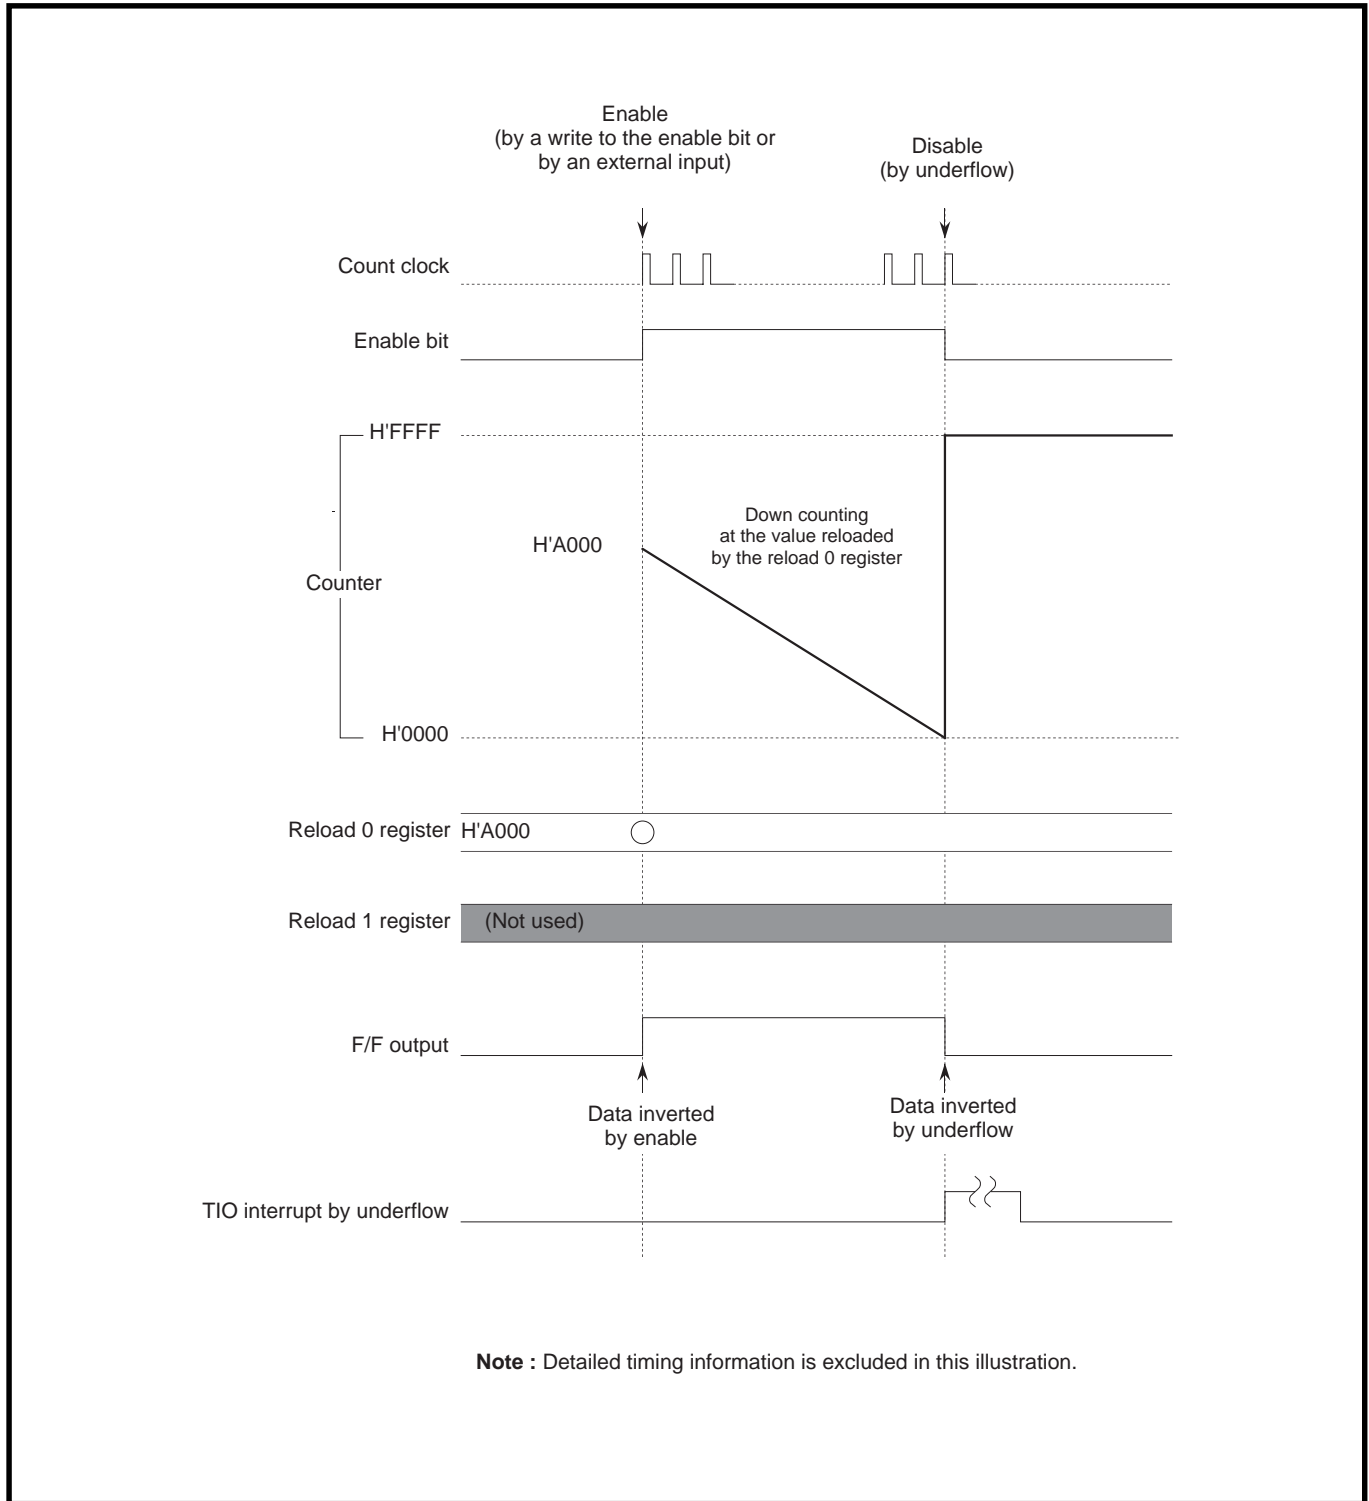 Enable
(by a write to the enable bit or
by an external input)
Disable
(by underflow)
Count clock
Enable bit
H'FFFF
Down counting
at the value reloaded
by the reload 0 register
H'A000
Counter
H'0000
Reload 0 register H'A000
Reload 1 register (Not used)
F/F output
Data inverted
by enable
Data inverted
by underflow
TIO interrupt by underflow
Note : Detailed timing information is excluded in this illustration.